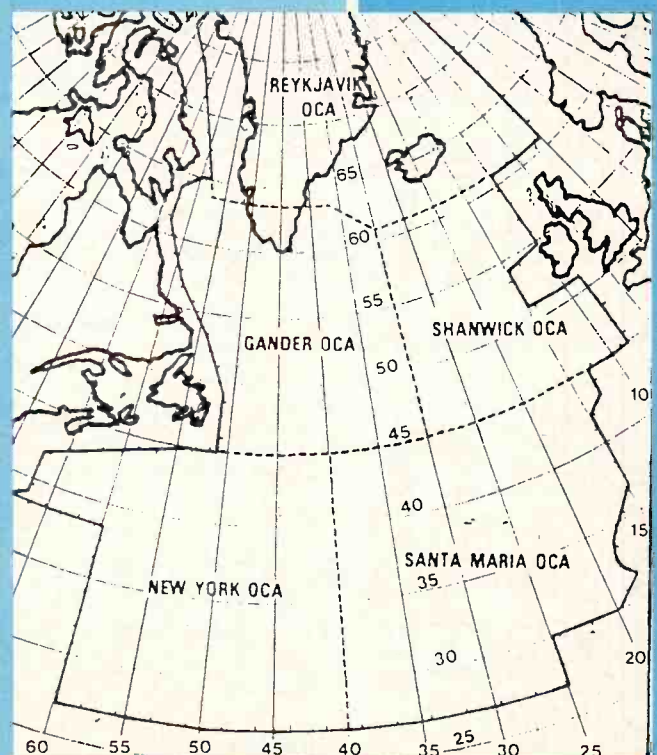 REYKJAVIK
OCA
65
60
55
GANDER OCA
SHANWICK OCA
50
45
10
40
15
SANTA MARIA OCA
35
NEW YORK OCA
30
20
25
60 55 50 45 40 35 30 25